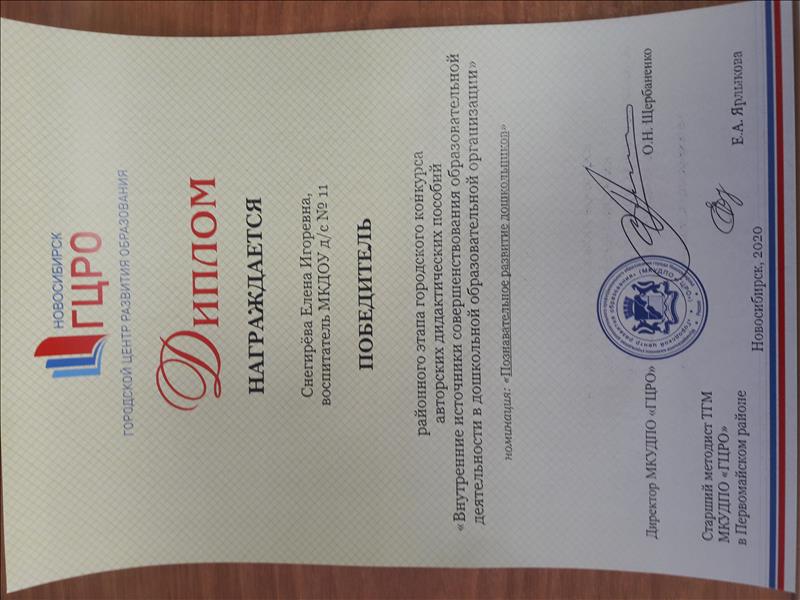 НОВОСИБИРСК
ГЦРО
ГОРОДСКОЙ ЦЕНТР РАЗВИТИЯ ОБРАЗОВАНИЯ
ДИПЛОМ
НАГРАЖДАЕТСЯ
Снегирёва Елена Игоревна,
воспитатель МКДОУ д/с № 11
ПОБЕДИТЕЛЬ
районного этапа городского конкурса
авторских дидактических пособий
«Внутренние источники совершенствования образовательной
деятельности в дошкольной образовательной организации»
номинация: «Познавательное развитие дошкольников»
Директор МКУДПО «ГЦРО»
О.Н. Щербаненко
Старший методист ТГМ
МКУДПО «ГЦРО»
в Первомайском районе
Е.А. Ярлыкова
Новосибирск, 2020